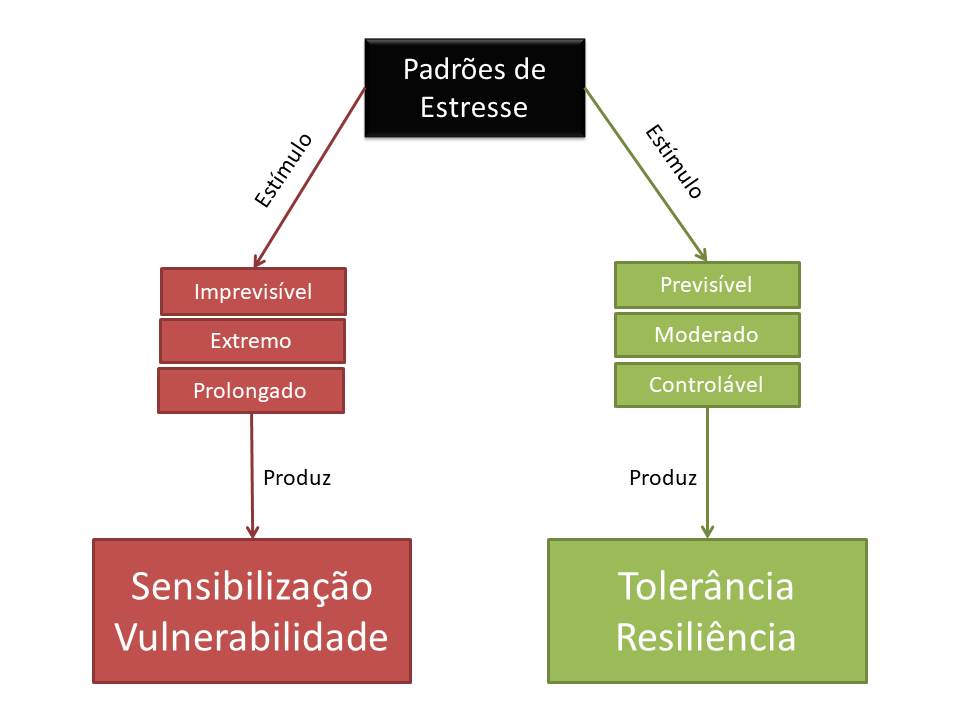 Padrões de
Estresse
Estímulo
Estímulo
Imprevisível
Extremo
Prolongado
Previsível
Moderado
Controlável
Produz
Produz
Sensibilização
Vulnerabilidade
Tolerância
Resiliência